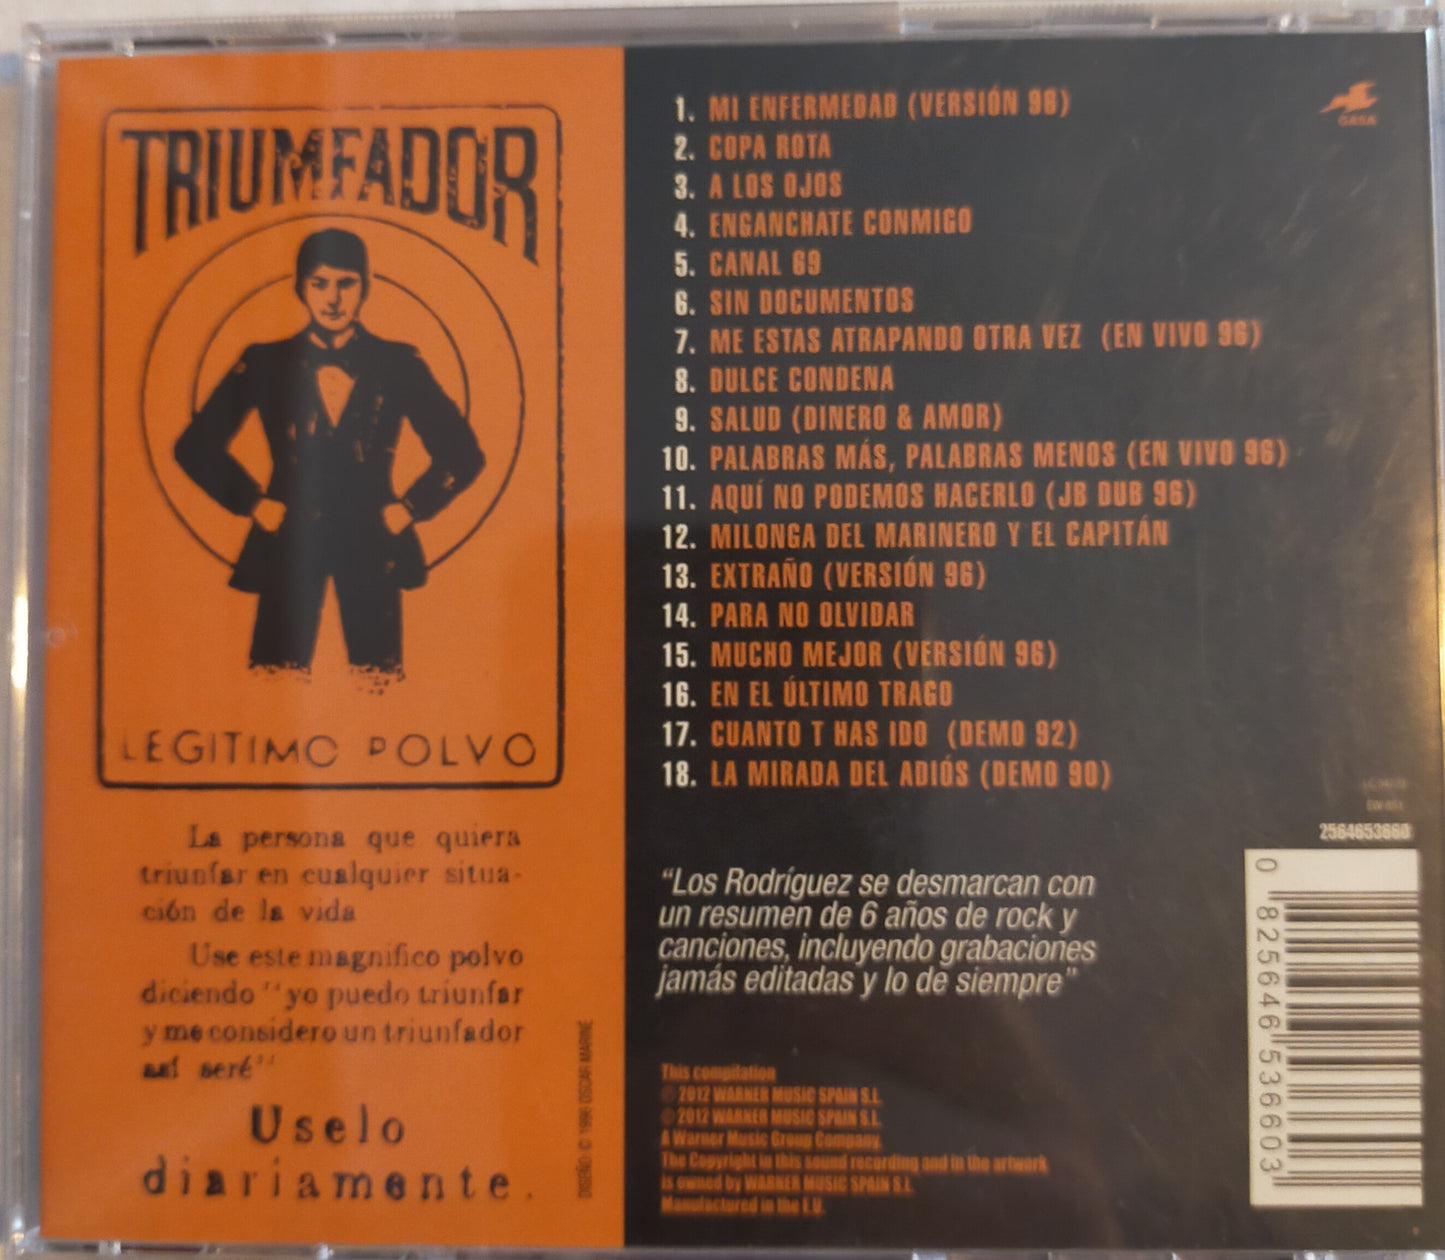 TRIUMFADOR
LEGITIMO POLVO
La persona que quiera
triunfar en cualquier situa-
ción de la vida
Use este magnifico polvo
diciendo "yo puedo triunfar
y me considero un triunfador
así seré"
Uselo
diariamente.
DISEÑO © 1996 OSCAR MARINÉ
1. MI ENFERMEDAD (VERSIÓN 96)
2. COPA ROTA
3. A LOS OJOS
4. ENGANCHATE CONMIGO
5. CANAL 69
6. SIN DOCUMENTOS
7. ME ESTAS ATRAPANDO OTRA VEZ (EN VIVO 96)
8. DULCE CONDENA
9. SALUD (DINERO & AMOR)
10. PALABRAS MÁS, PALABRAS MENOS (EN VIVO 96)
11. AQUÍ NO PODEMOS HACERLO (JB DUB 96)
12. MILONGA DEL MARINERO Y EL CAPITÁN
13. EXTRAÑO (VERSIÓN 96)
14. PARA NO OLVIDAR
15. MUCHO MEJOR (VERSIÓN 96)
16. EN EL ÚLTIMO TRAGO
17. CUANTO T HAS IDO (DEMO 92)
18. LA MIRADA DEL ADIÓS (DEMO 90)
GASA
"Los Rodríguez se desmarcan con
un resumen de 6 años de rock y
canciones, incluyendo grabaciones
jamás editadas y lo de siempre"
This compilation
℗ 2012 WARNER MUSIC SPAIN S.L.
© 2012 WARNER MUSIC SPAIN S.L.
A Warner Music Group Company.
The Copyright in this sound recording and in the artwork
is owned by WARNER MUSIC SPAIN S.L.
Manufactured in the E.U.
2564653660
0 825646 536603